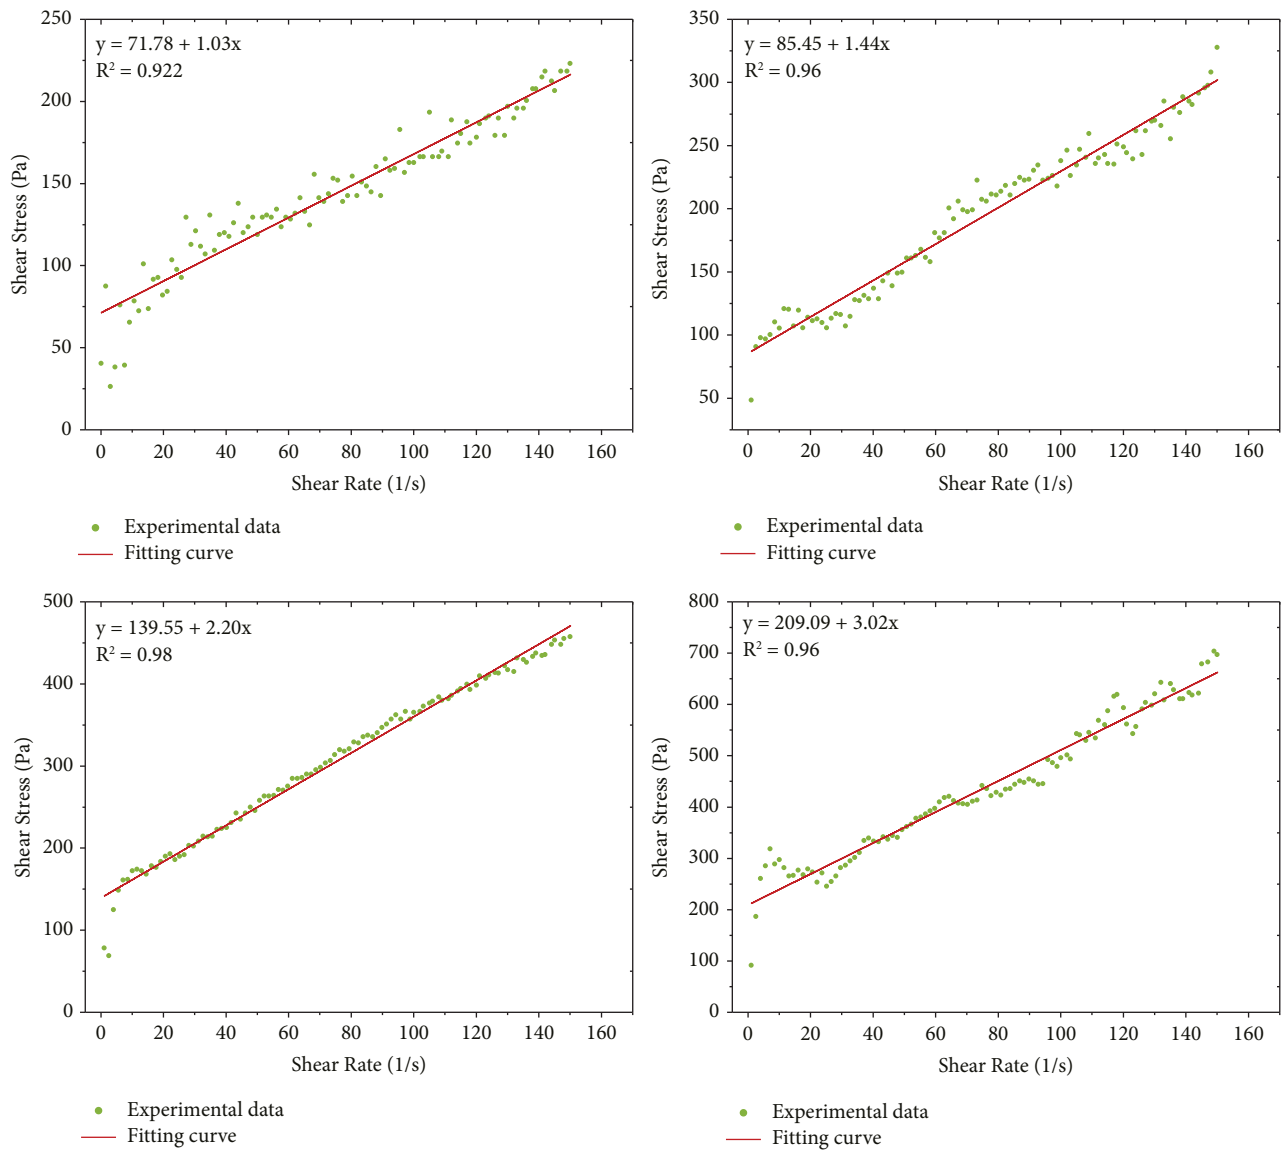 y = 71.78 + 1.03x
R² = 0.922
250
200
150
100
50
0
Shear Stress (Pa)
0 20 40 60 80 100 120 140 160
Shear Rate (1/s)
Experimental data
Fitting curve
y = 85.45 + 1.44x
R² = 0.96
350
300
250
200
150
100
50
Shear Stress (Pa)
0 20 40 60 80 100 120 140 160
Shear Rate (1/s)
Experimental data
Fitting curve
y = 139.55 + 2.20x
R² = 0.98
500
400
300
200
100
0
Shear Stress (Pa)
0 20 40 60 80 100 120 140 160
Shear Rate (1/s)
Experimental data
Fitting curve
y = 209.09 + 3.02x
R² = 0.96
800
700
600
500
400
300
200
100
0
Shear Stress (Pa)
0 20 40 60 80 100 120 140 160
Shear Rate (1/s)
Experimental data
Fitting curve